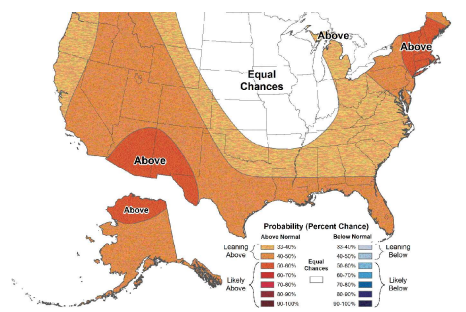 Above
Above
Equal
Chances
Above
Above
Probability (Percent Chance)
Above Normal
Below Normal
Leaning
Above
33-40%
40-50%
Likely
Above
50-60%
60-70%
70-80%
80-90%
90-100%
Equal
Chances
33-40%
40-50%
Leaning
Below
50-60%
60-70%
70-80%
80-90%
90-100%
Likely
Below